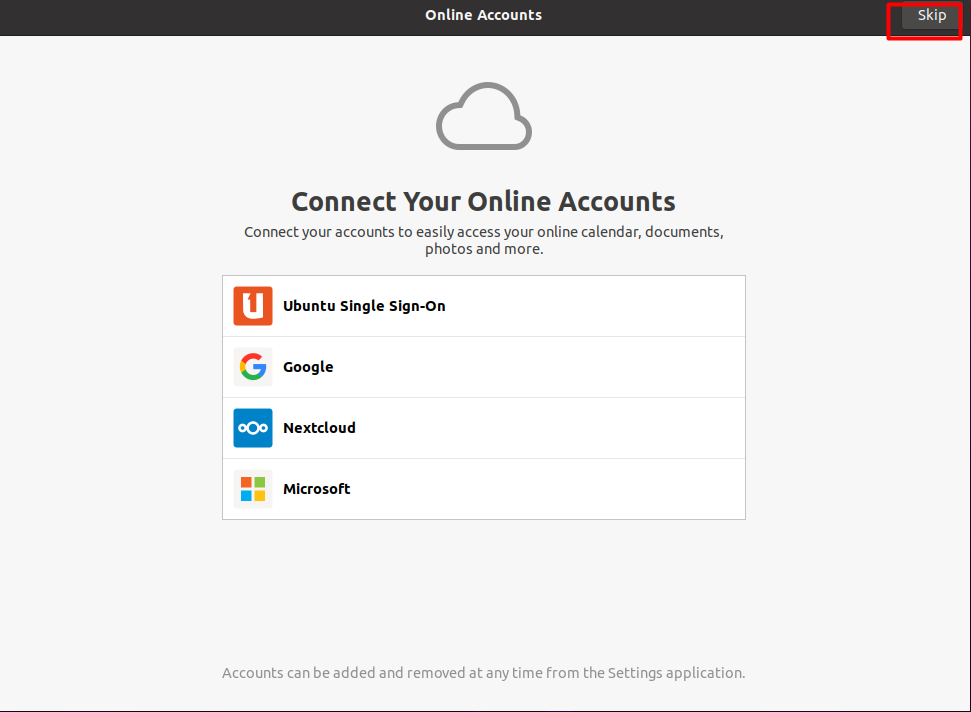 Online Accounts
Skip
Connect Your Online Accounts
Connect your accounts to easily access your online calendar, documents,
photos and more.
Ubuntu Single Sign-On
Google
Nextcloud
Microsoft
Accounts can be added and removed at any time from the Settings application.